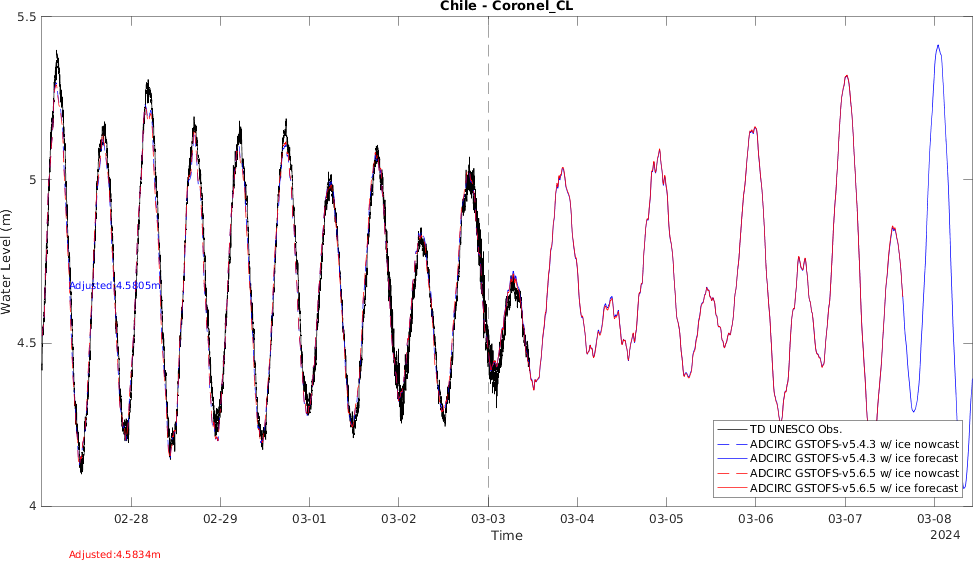 Chile - Coronel_CL
5.5
5
4.5
4
Water Level (m)
Adjusted:4.5805m
TD UNESCO Obs.
ADCIRC GSTOFS-v5.4.3 w/ ice nowcast
ADCIRC GSTOFS-v5.4.3 w/ ice forecast
ADCIRC GSTOFS-v5.6.5 w/ ice nowcast
ADCIRC GSTOFS-v5.6.5 w/ ice forecast
02-28 02-29 03-01 03-02 03-03 03-04 03-05 03-06 03-07 03-08
Time
2024
Adjusted:4.5834m